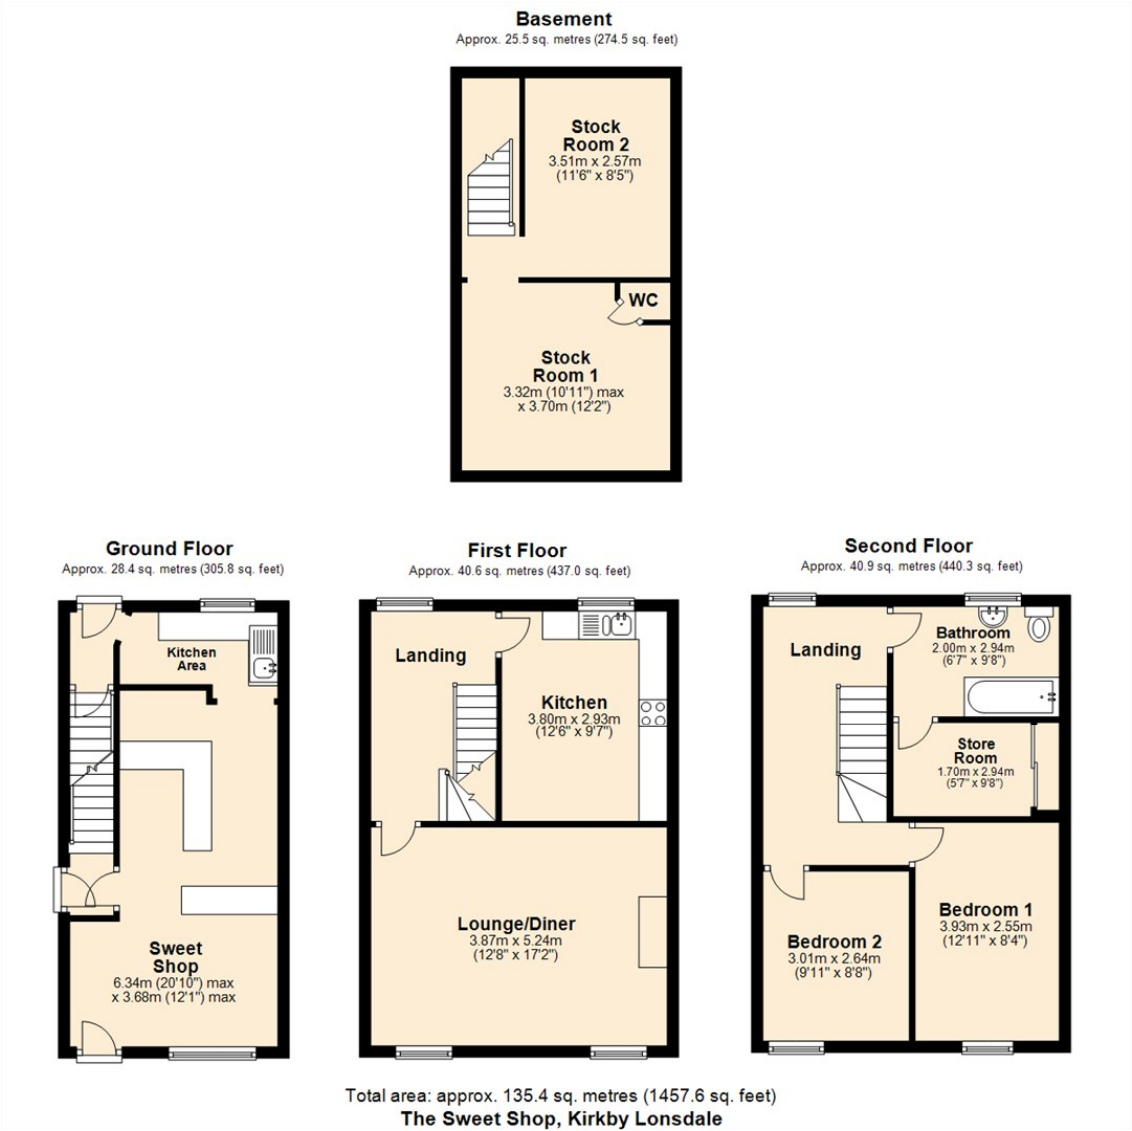 Basement
Approx. 25.5 sq. metres (274.5 sq. feet)
Stock
Room 2
3.51m x 2.57m
(11'6" x 8'5")
WC
Stock
Room 1
3.32m (10'11") max
x 3.70m (12'2")
Ground Floor
Approx. 28.4 sq. metres (305.8 sq. feet)
Kitchen
Area
Sweet
Shop
6.34m (20'10") max
x 3.68m (12'1") max
First Floor
Approx. 40.6 sq. metres (437.0 sq. feet)
Landing
Kitchen
3.80m x 2.93m
(12'6" x 9'7")
Lounge/Diner
3.87m x 5.24m
(12'8" x 17'2")
Second Floor
Approx. 40.9 sq. metres (440.3 sq. feet)
Landing
Bathroom
2.00m x 2.94m
(6'7" x 9'8")
Store
Room
1.70m x 2.94m
(5'7" x 9'8")
Bedroom 1
3.93m x 2.55m
(12'11" x 8'4")
Bedroom 2
3.01m x 2.64m
(9'11" x 8'8")
Total area: approx. 135.4 sq. metres (1457.6 sq. feet)
The Sweet Shop, Kirkby Lonsdale